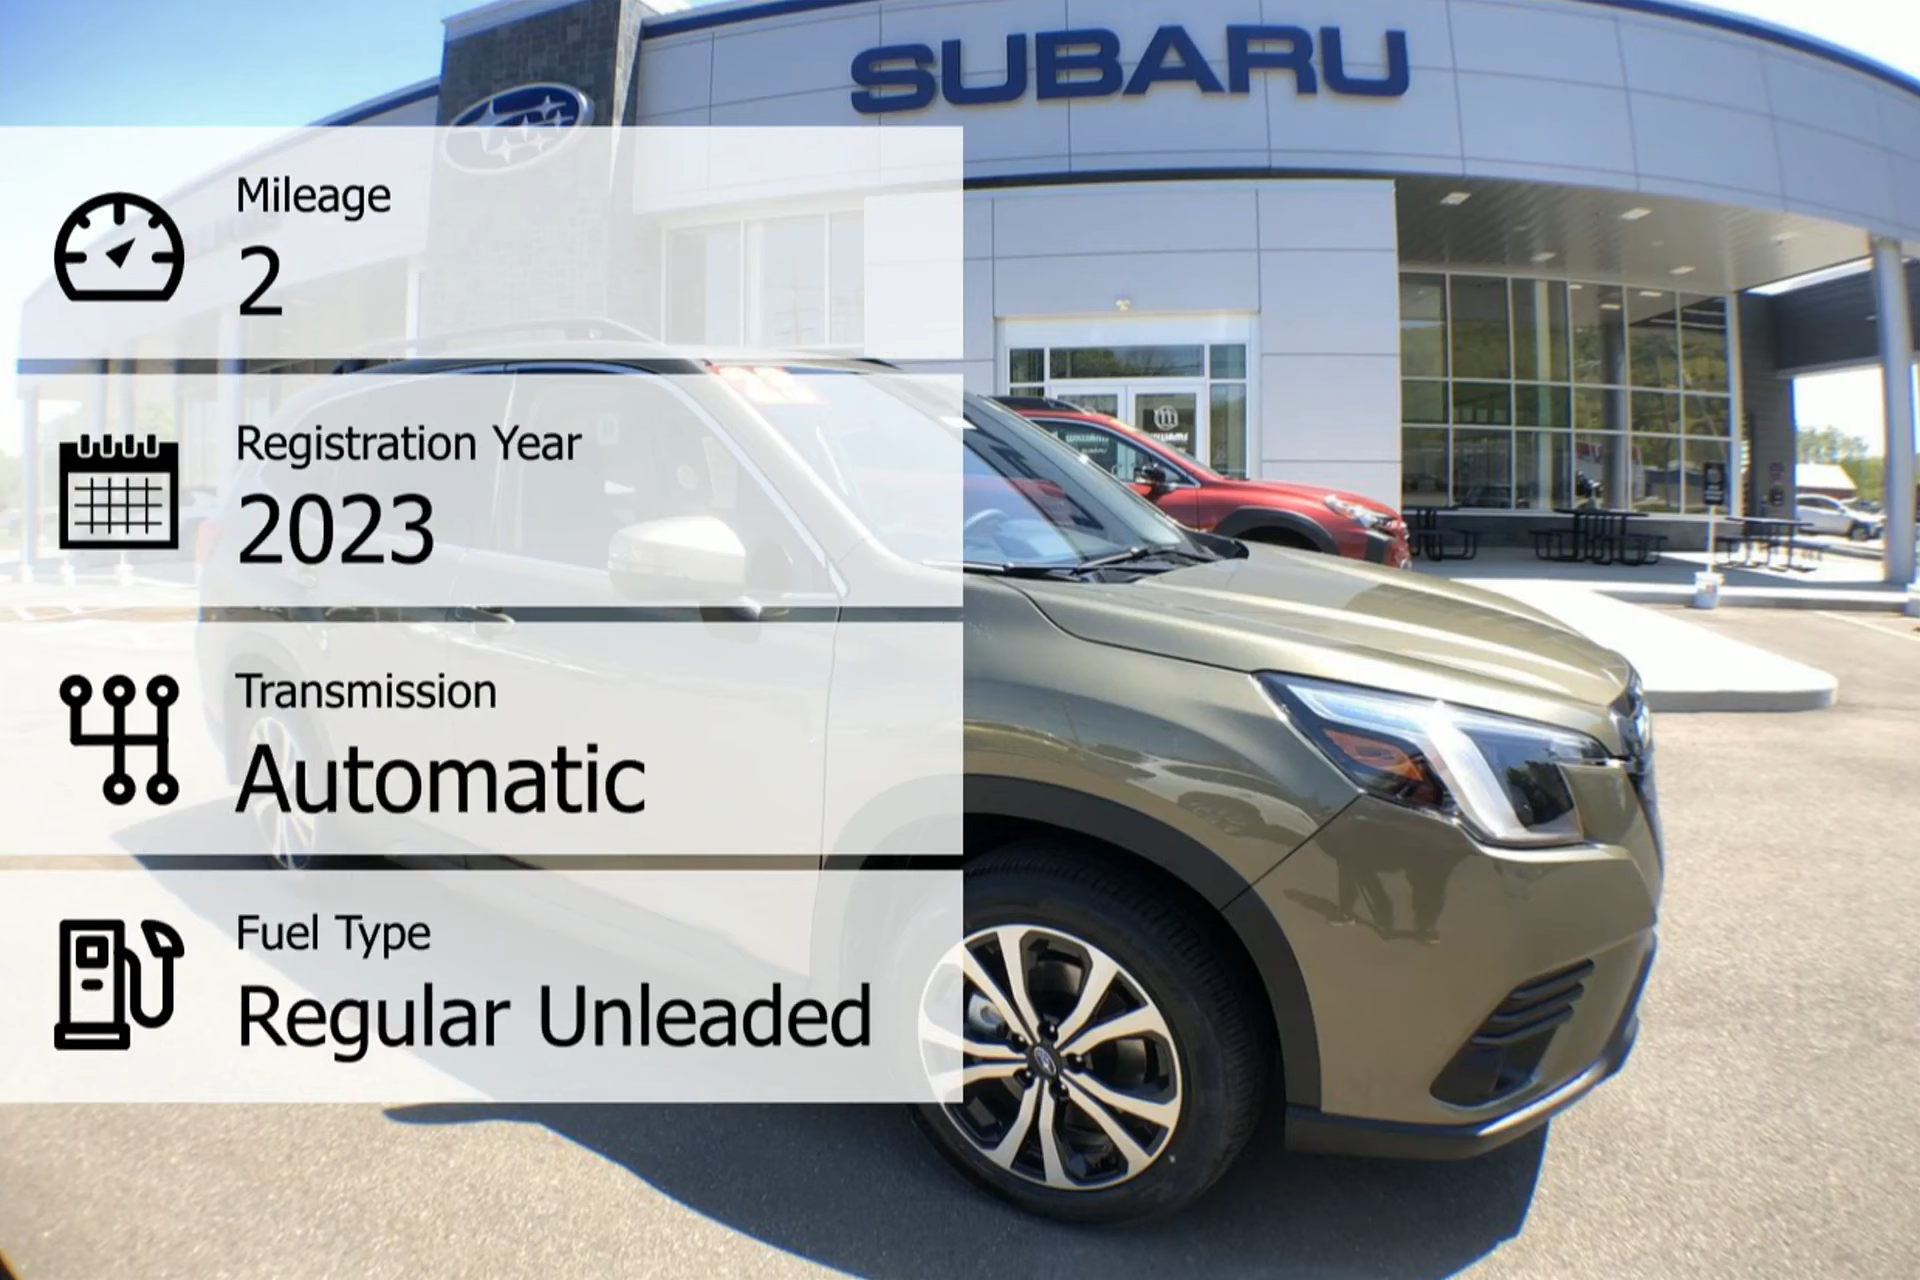 SUBARU
Mileage
2
Registration Year
2023
Transmission
Automatic
Fuel Type
Regular Unleaded